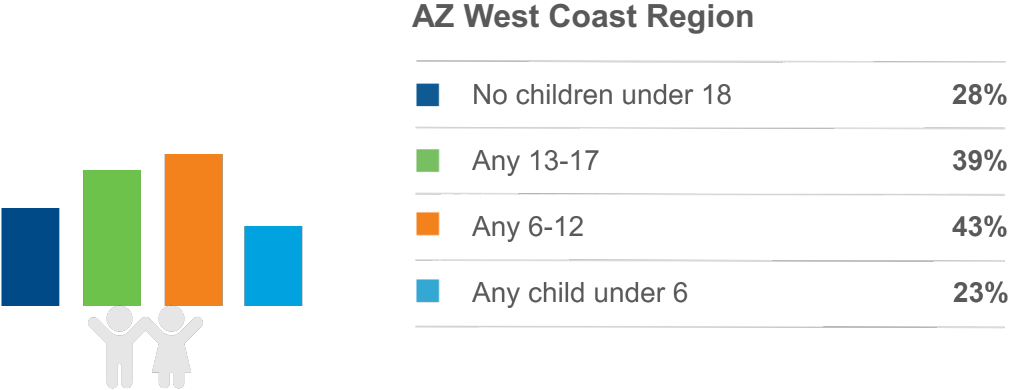 AZ West Coast Region
No children under 18 28%
Any 13-17 39%
Any 6-12 43%
Any child under 6 23%